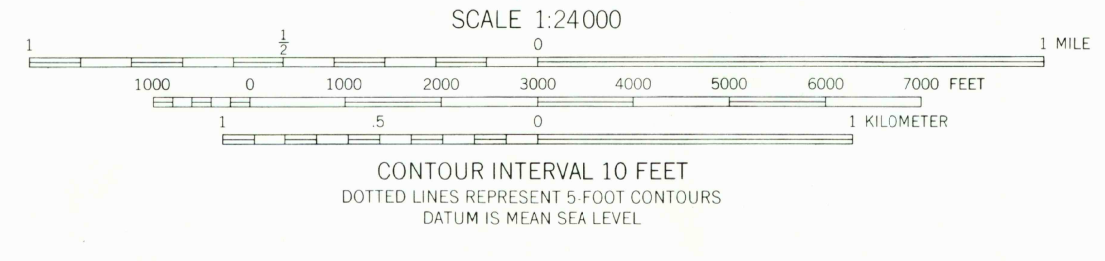 SCALE 1:24000
1 1/2 0 1 MILE
1000 0 1000 2000 3000 4000 5000 6000 7000 FEET
1 .5 0 1 KILOMETER
CONTOUR INTERVAL 10 FEET
DOTTED LINES REPRESENT 5-FOOT CONTOURS
DATUM IS MEAN SEA LEVEL